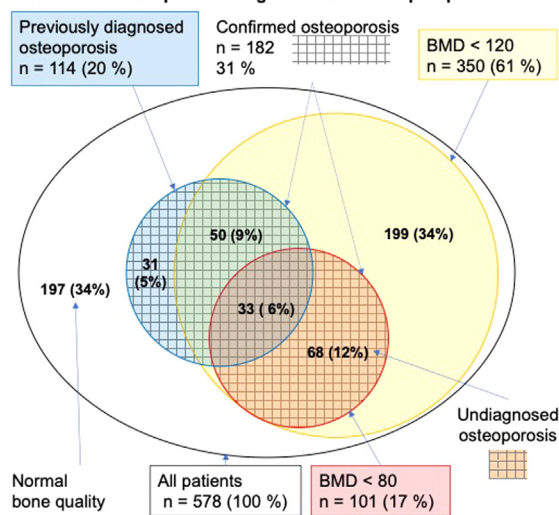 Previously diagnosed
osteoporosis
n = 114 (20 %)
Confirmed osteoporosis
n = 182
31 %
BMD < 120
n = 350 (61 %)
50 (9%)
199 (34%)
31
(5%)
197 (34%)
33 ( 6%)
68 (12%)
Undiagnosed
osteoporosis
Normal
bone quality
All patients
n = 578 (100 %)
BMD < 80
n = 101 (17 %)